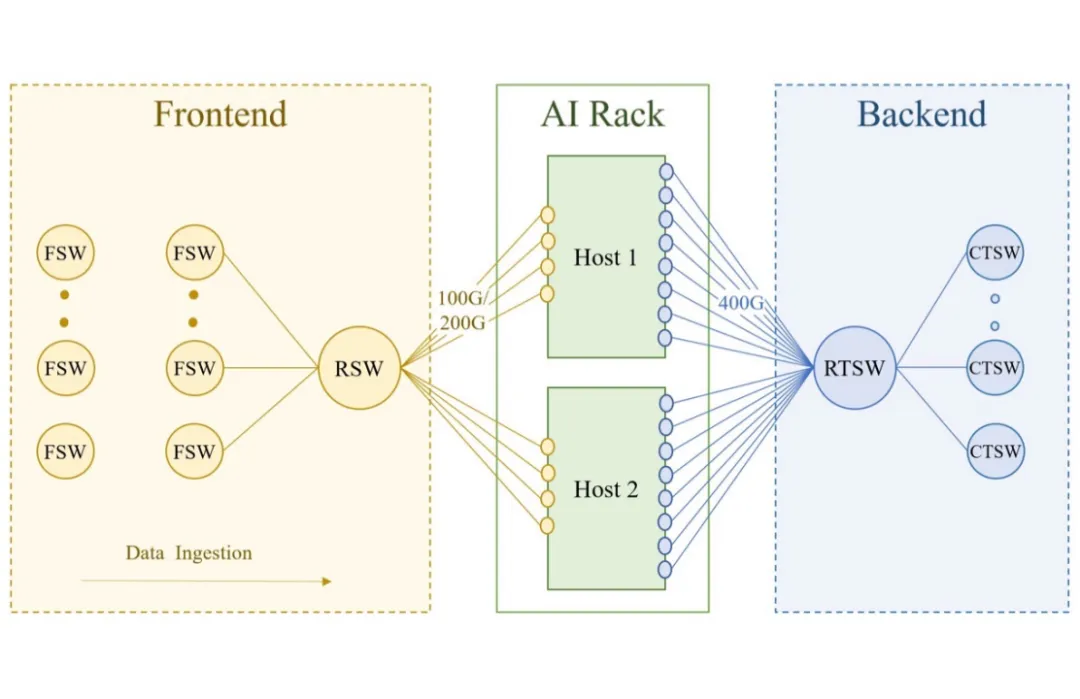 Frontend
AI Rack
Backend
FSW
FSW
CTSW
Host 1
100G/
200G
400G
FSW
FSW
RSW
RTSW
CTSW
FSW
FSW
CTSW
Host 2
Data Ingestion